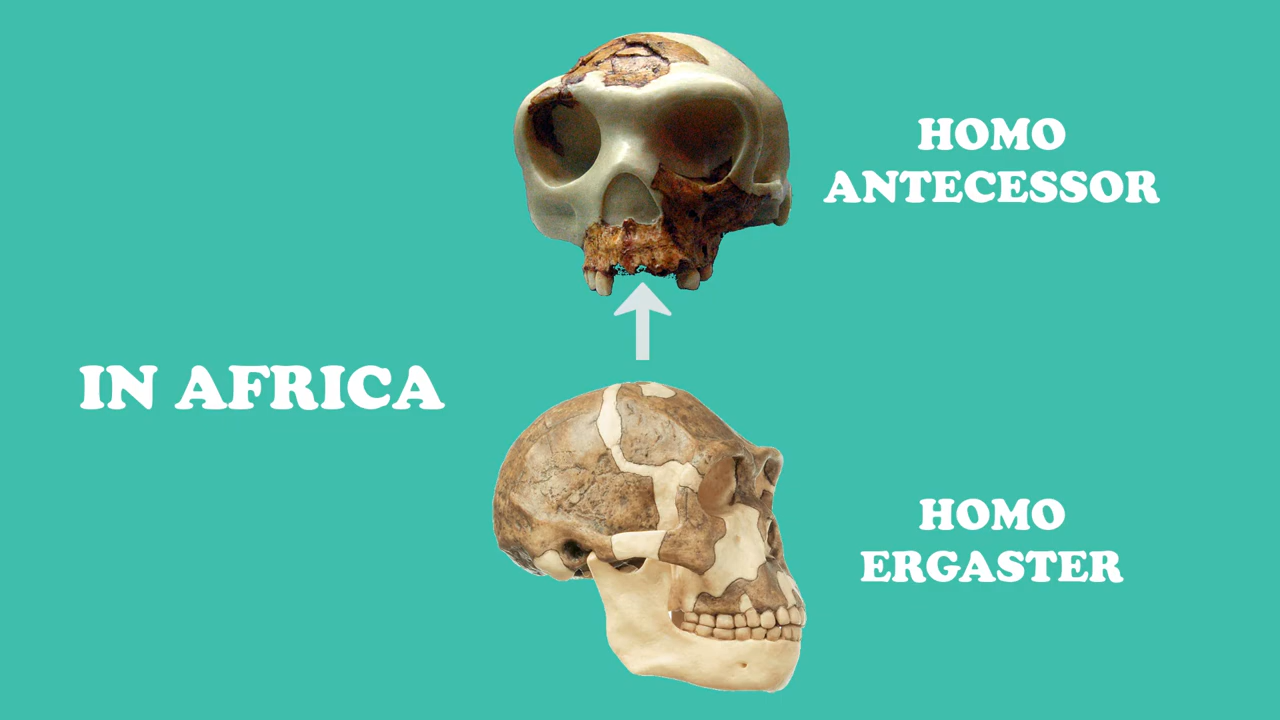 HOMO
ANTECESSOR
IN AFRICA
HOMO
ERGASTER